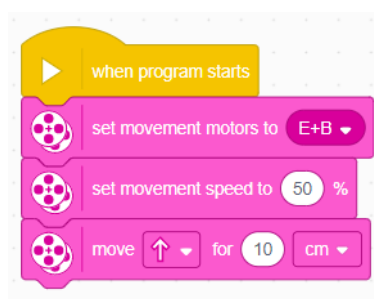 when program starts
set movement motors to E+B
set movement speed to 50 %
move for 10 cm